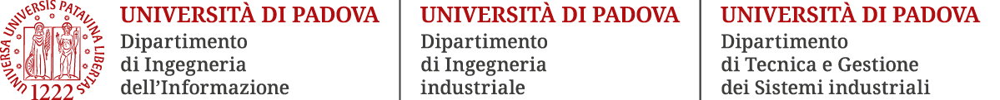 UNIVERSA UNIVERSIS PATAVINA LIBERTAS
1222
UNIVERSITÀ DI PADOVA
Dipartimento
di Ingegneria
dell’Informazione
UNIVERSITÀ DI PADOVA
Dipartimento
di Ingegneria
industriale
UNIVERSITÀ DI PADOVA
Dipartimento
di Tecnica e Gestione
dei Sistemi industriali